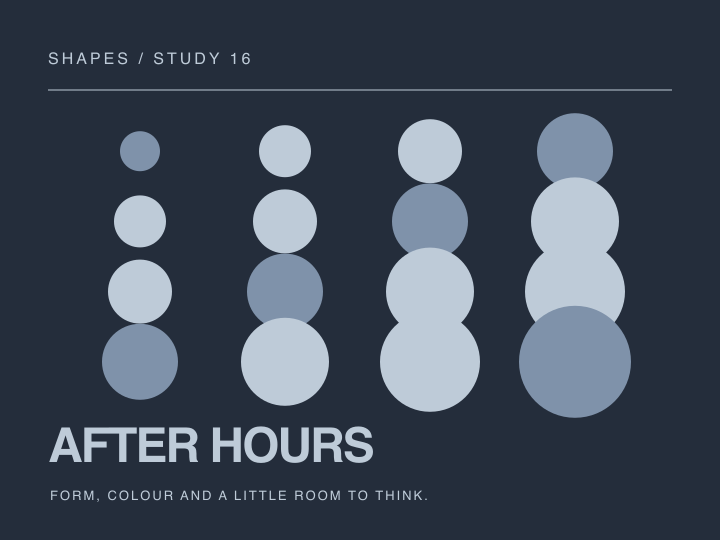 SHAPES / STUDY 16
AFTER HOURS
FORM, COLOUR AND A LITTLE ROOM TO THINK.